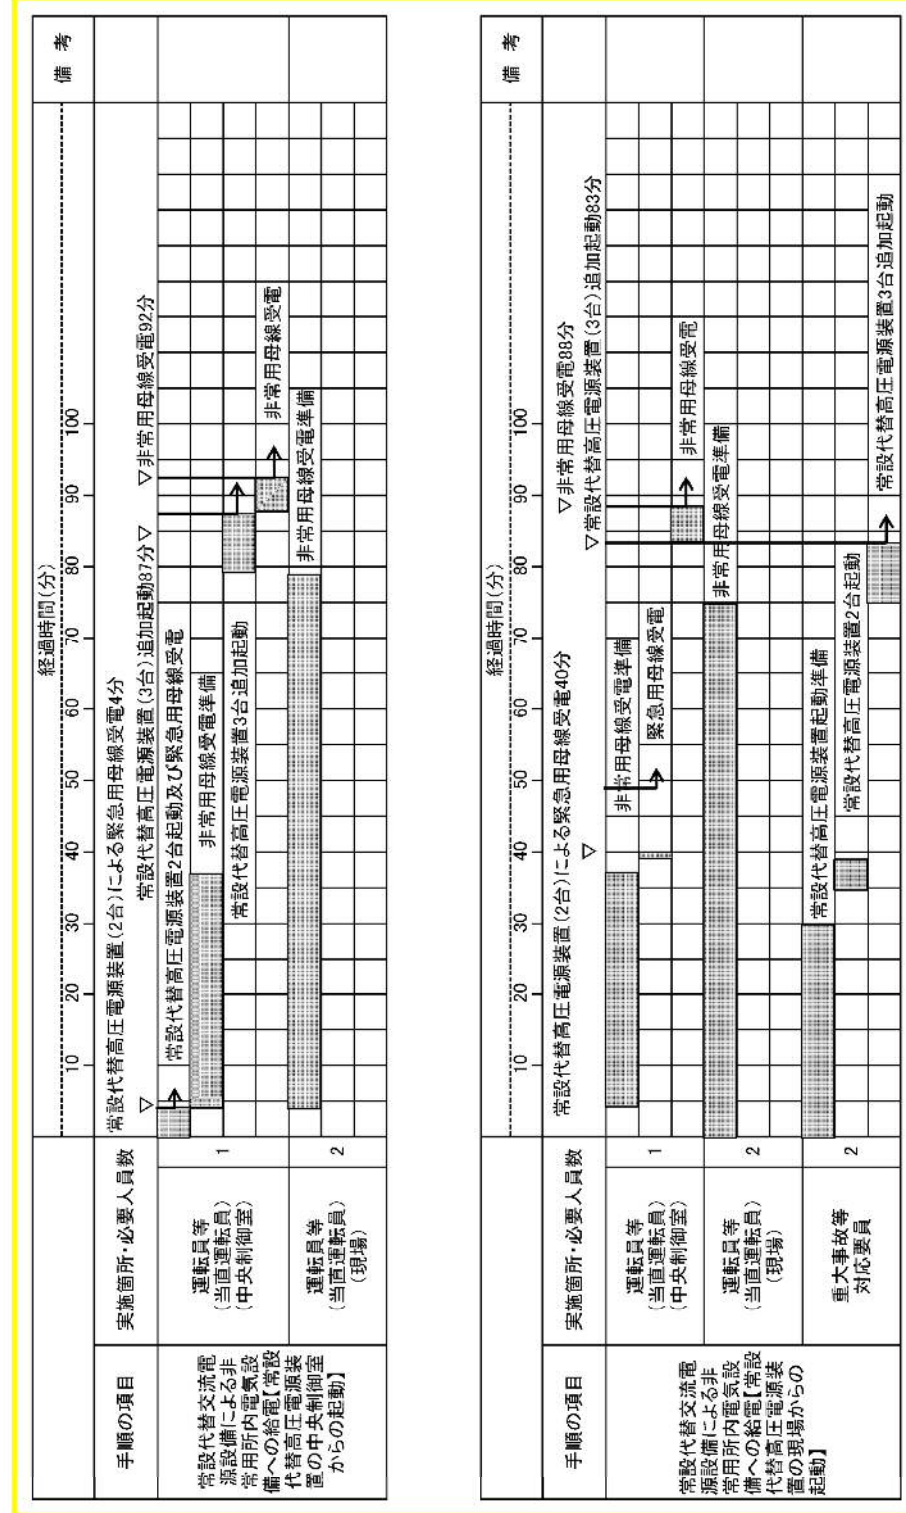 経過時間(分)
備考
10 20 30 40 50 60 70 80 90 100
手順の項目
実施箇所・必要人員数
常設代替高圧電源装置(2台)による緊急用母線受電4分
▽
常設代替高圧電源装置(3台)追加起動87分▽
▽非常用母線受電92分
常設代替交流電
源設備による非
常用所内電気設
備への給電【常設
代替高圧電源装
置の中央制御室
からの起動】
運転員等
(当直運転員)
(中央制御室)
1
常設代替高圧電源装置2台起動及び緊急用母線受電
非常用母線受電準備
常設代替高圧電源装置3台追加起動
非常用母線受電
運転員等
(当直運転員)
(現場)
2
非常用母線受電準備
経過時間(分)
備考
10 20 30 40 50 60 70 80 90 100
手順の項目
実施箇所・必要人員数
常設代替高圧電源装置(2台)による緊急用母線受電40分
▽
▽非常用母線受電88分
▽常設代替高圧電源装置(3台)追加起動83分
常設代替交流電
源設備による非
常用所内電気設
備への給電【常設
代替高圧電源装
置の現場からの
起動】
運転員等
(当直運転員)
(中央制御室)
1
非常用母線受電準備
緊急用母線受電
非常用母線受電
運転員等
(当直運転員)
(現場)
2
非常用母線受電準備
重大事故等
対応要員
2
常設代替高圧電源装置起動準備
常設代替高圧電源装置2台起動
常設代替高圧電源装置3台追加起動